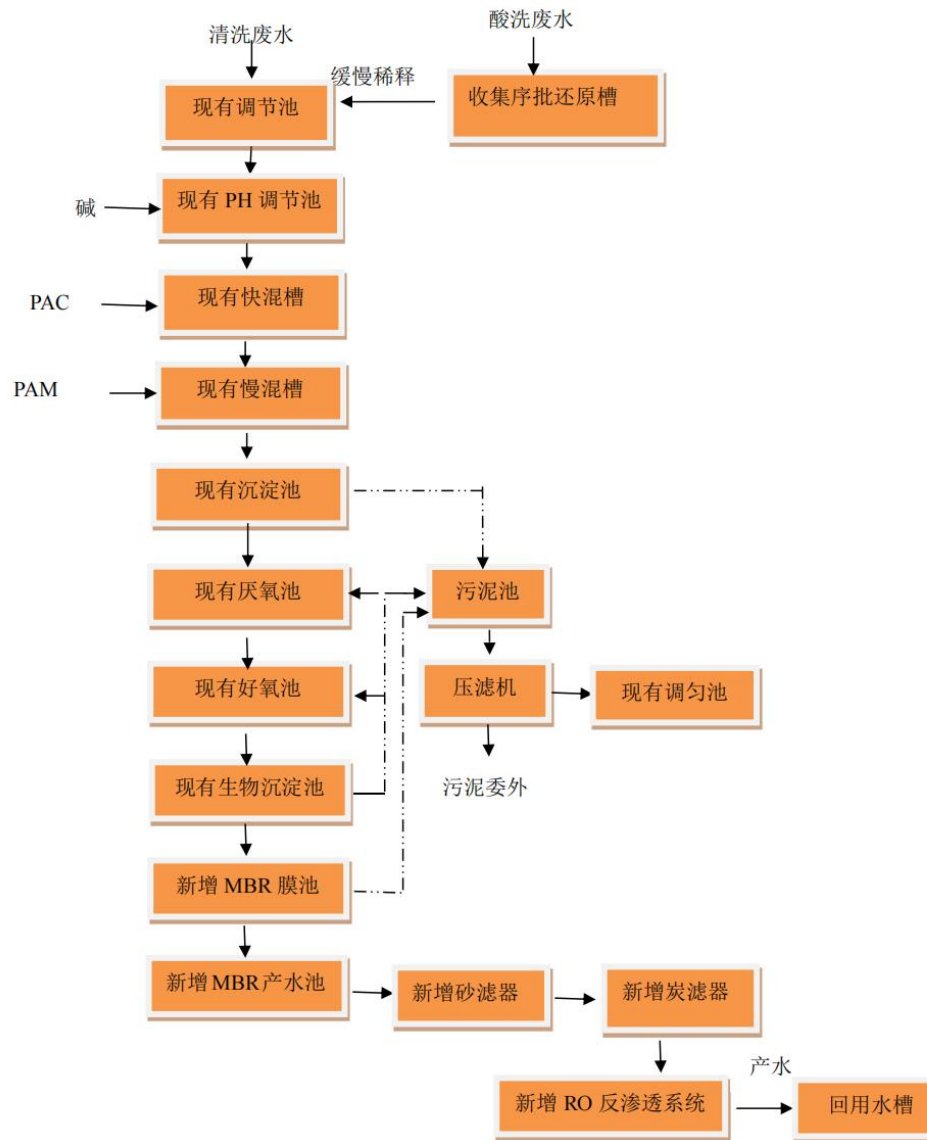 清洗废水
酸洗废水
缓慢稀释
现有调节池
收集序批还原槽
碱
现有 PH 调节池
PAC
现有快混槽
PAM
现有慢混槽
现有沉淀池
现有厌氧池
污泥池
现有好氧池
压滤机
现有调匀池
现有生物沉淀池
污泥委外
新增 MBR 膜池
新增 MBR 产水池
新增砂滤器
新增炭滤器
产水
新增 RO 反渗透系统
回用水槽